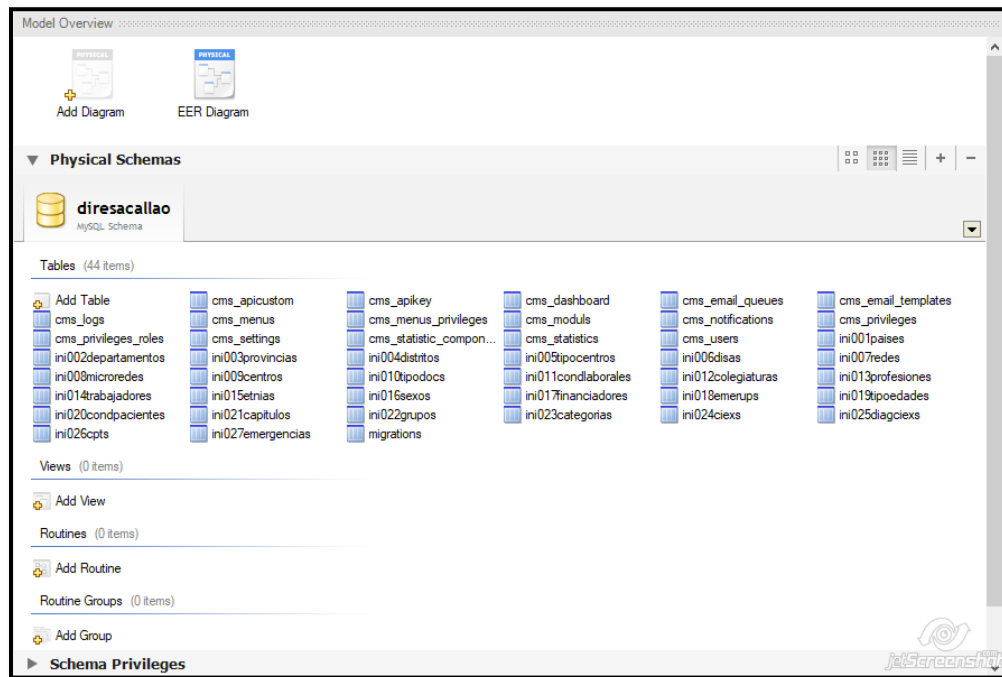 Model Overview
PHYSICAL PHYSICAL
Add Diagram EER Diagram
Physical Schemas
diresacallao
MySQL Schema
Tables (44 items)
Add Table cms_apicustom cms_apikey cms_dashboard cms_email_queues cms_email_templates
cms_logs cms_menus cms_menus_privileges cms_moduls cms_notifications cms_privileges
cms_privileges_roles cms_settings cms_statistic_compon... cms_statistics cms_users ini001paises
ini002departamentos ini003provincias ini004distritos ini005tipocentros ini006disas ini007redes
ini008microredes ini009centros ini010tipodocs ini011condlaborales ini012colegiaturas ini013profesiones
ini014trabajadores ini015etnias ini016sexos ini017financiadores ini018emerups ini019tipoedades
ini020condpacientes ini021capitulos ini022grupos ini023categorias ini024ciexs ini025diagciexs
ini026cpts ini027emergencias migrations
Views (0 items)
Add View
Routines (0 items)
Add Routine
Routine Groups (0 items)
Add Group
Schema Privileges